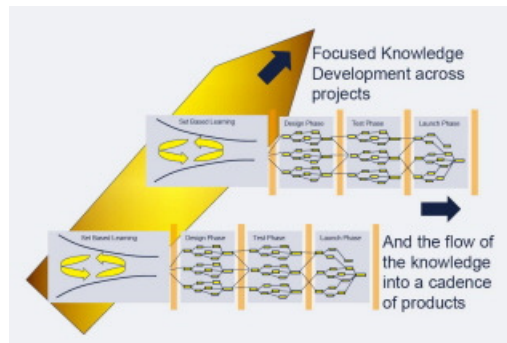 Focused Knowledge
Development across
projects
Set Based Learning
Design Phase
Test Phase
Launch Phase
Set Based Learning
Design Phase
Test Phase
Launch Phase
And the flow of
the knowledge
into a cadence
of products